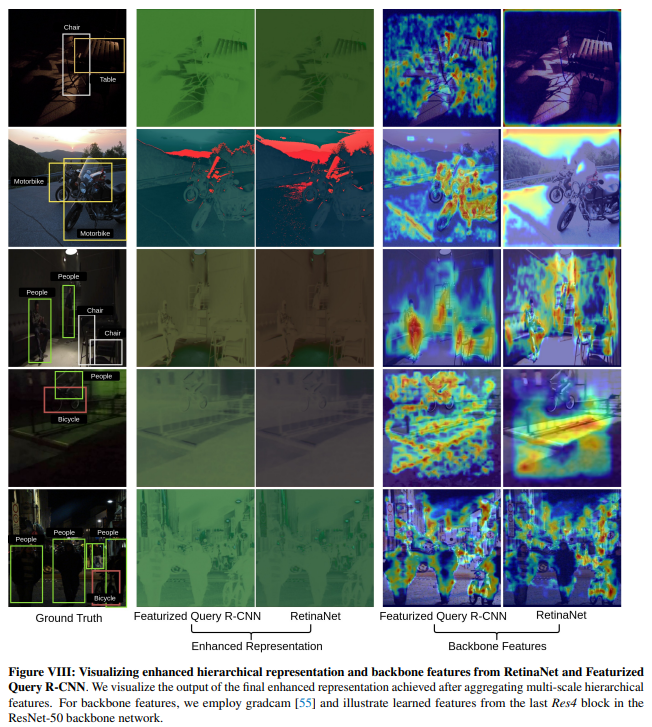 Chair
Table
Motorbike
Motorbike
People
People
Chair
Chair
People
Bicycle
People
People
People
Bicycle
Ground Truth
Featurized Query R-CNN
RetinaNet
Featurized Query R-CNN
RetinaNet
Enhanced Representation
Backbone Features
Figure VIII: Visualizing enhanced hierarchical representation and backbone features from RetinaNet and Featurized
Query R-CNN. We visualize the output of the final enhanced representation achieved after aggregating multi-scale hierarchical
features. For backbone features, we employ gradcam [55] and illustrate learned features from the last Res4 block in the
ResNet-50 backbone network.